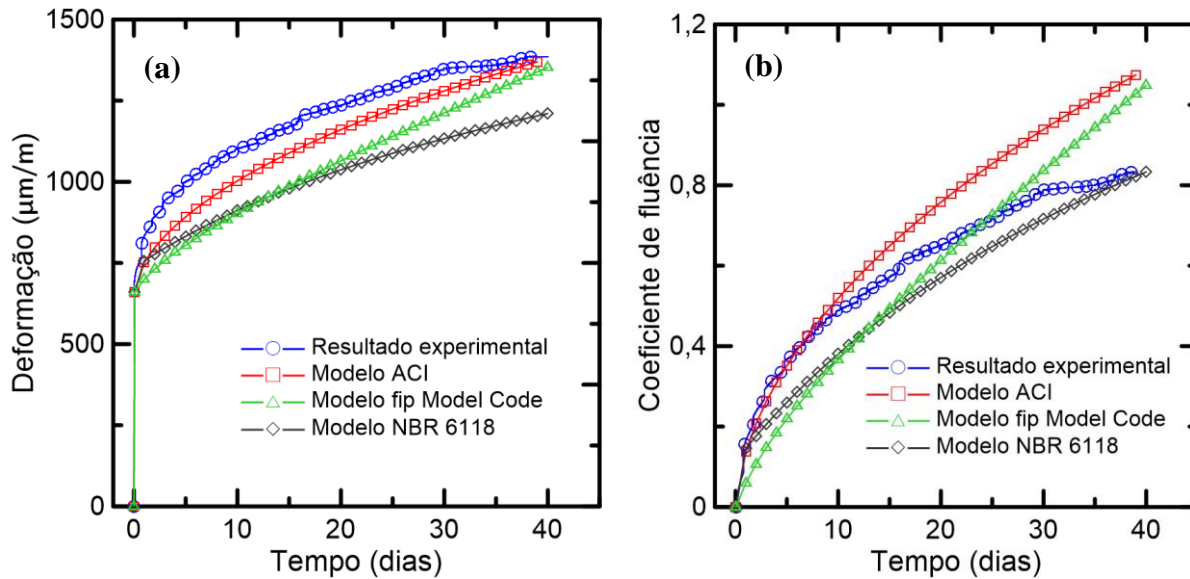 (a)
Deformação (µm/m)
1500
1000
500
0
Resultado experimental
Modelo ACI
Modelo fip Model Code
Modelo NBR 6118
0 10 20 30 40
Tempo (dias)
(b)
Coeficiente de fluência
1,2
0,8
0,4
0,0
Resultado experimental
Modelo ACI
Modelo fip Model Code
Modelo NBR 6118
0 10 20 30 40
Tempo (dias)